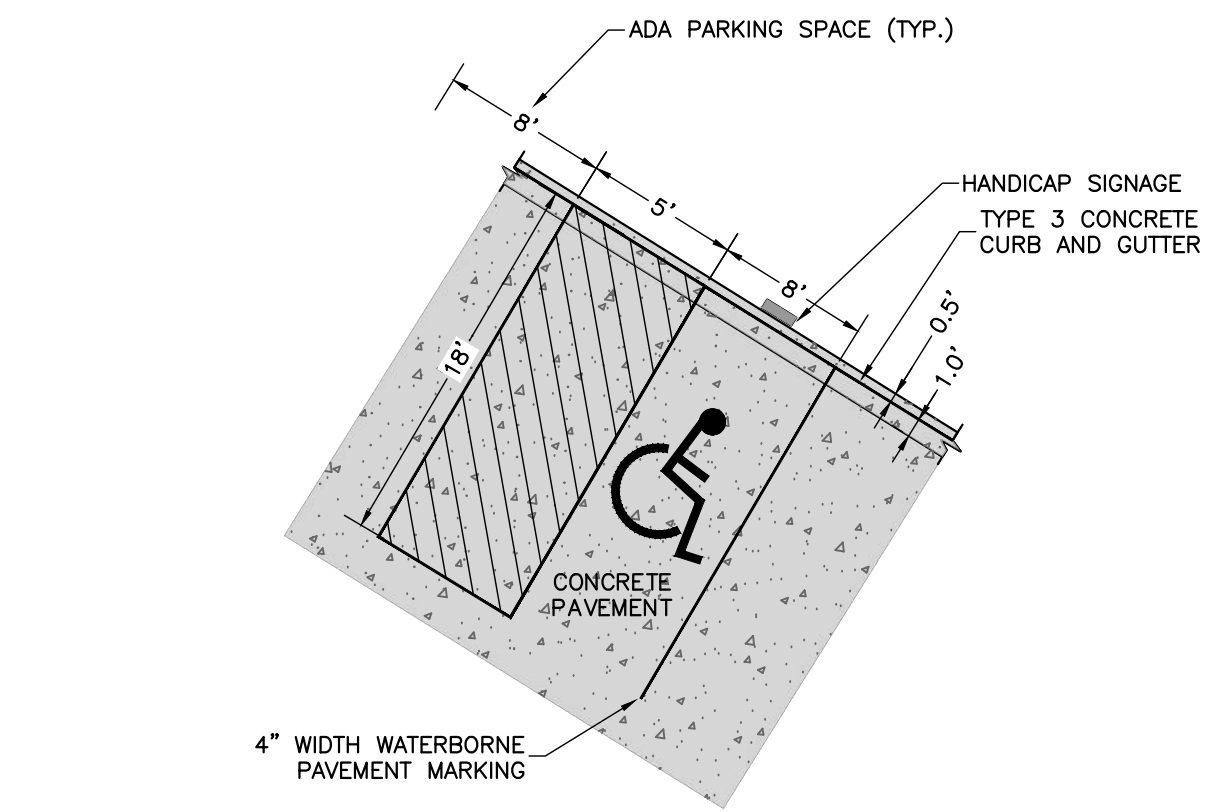 ADA PARKING SPACE (TYP.)
8’
5’
HANDICAP SIGNAGE
TYPE 3 CONCRETE
CURB AND GUTTER
8’
0.5’
1.0’
18’
CONCRETE
PAVEMENT
4” WIDTH WATERBORNE
PAVEMENT MARKING